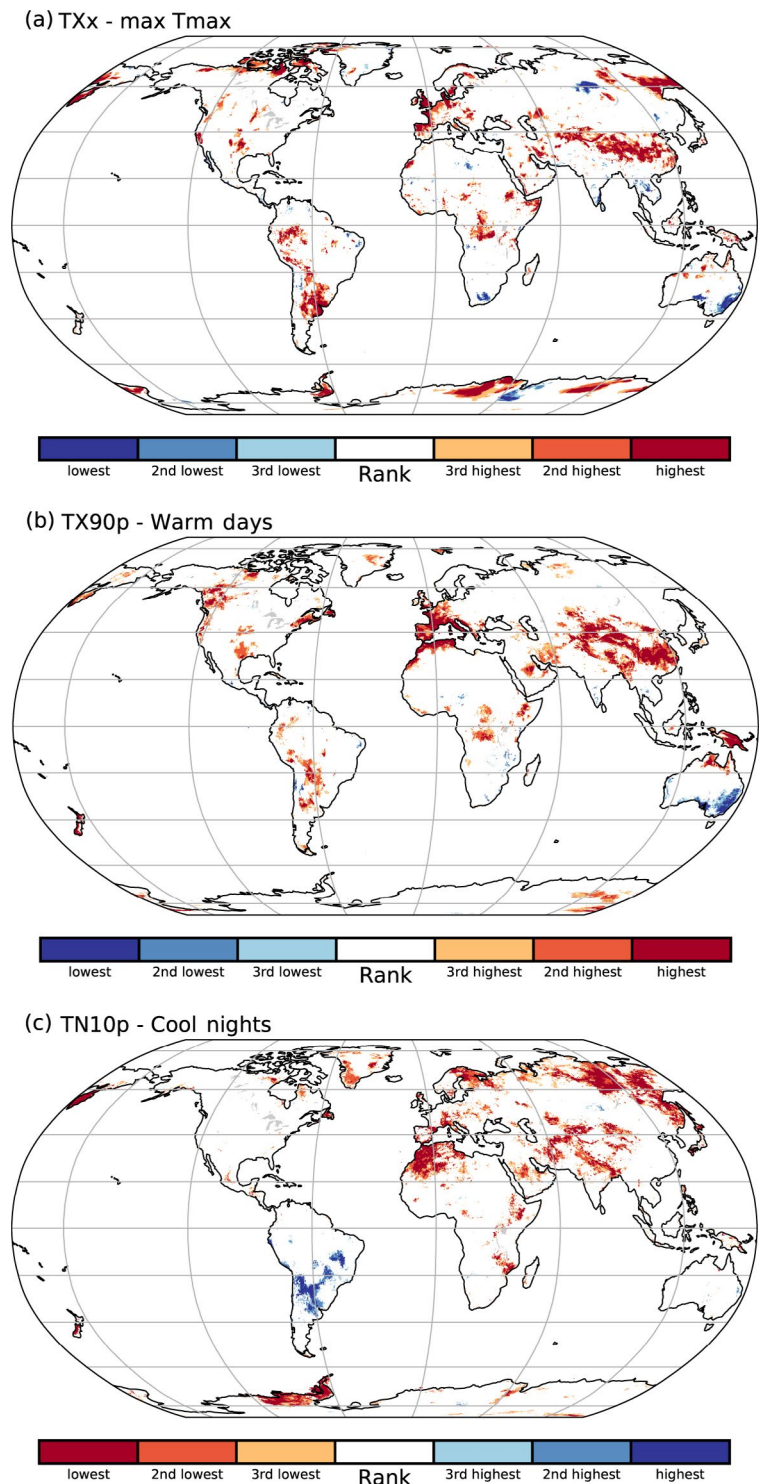 (a) TXx - max Tmax
lowest 2nd lowest 3rd lowest Rank 3rd highest 2nd highest highest
(b) TX90p - Warm days
lowest 2nd lowest 3rd lowest Rank 3rd highest 2nd highest highest
(c) TN10p - Cool nights
lowest 2nd lowest 3rd lowest Rank 3rd highest 2nd highest highest